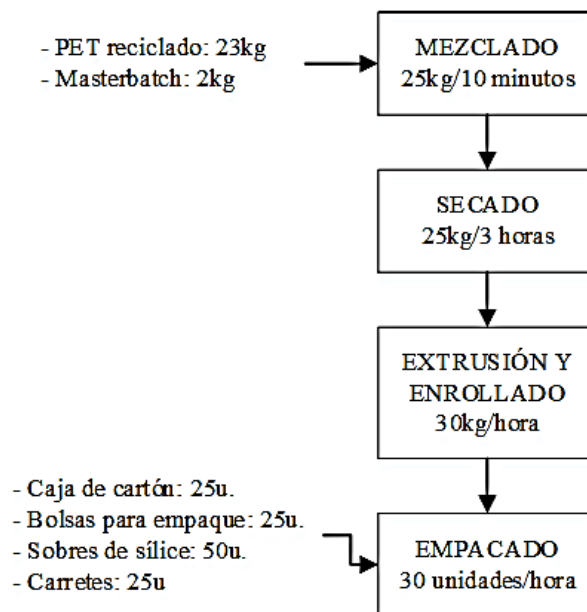 - PET reciclado: 23kg
- Masterbatch: 2kg
MEZCLADO
25kg/10 minutos
SECADO
25kg/3 horas
EXTRUSIÓN Y
ENROLLADO
30kg/hora
- Caja de cartón: 25u.
- Bolsas para empaque: 25u.
- Sobres de sílice: 50u.
- Carretes: 25u
EMPACADO
30 unidades/hora